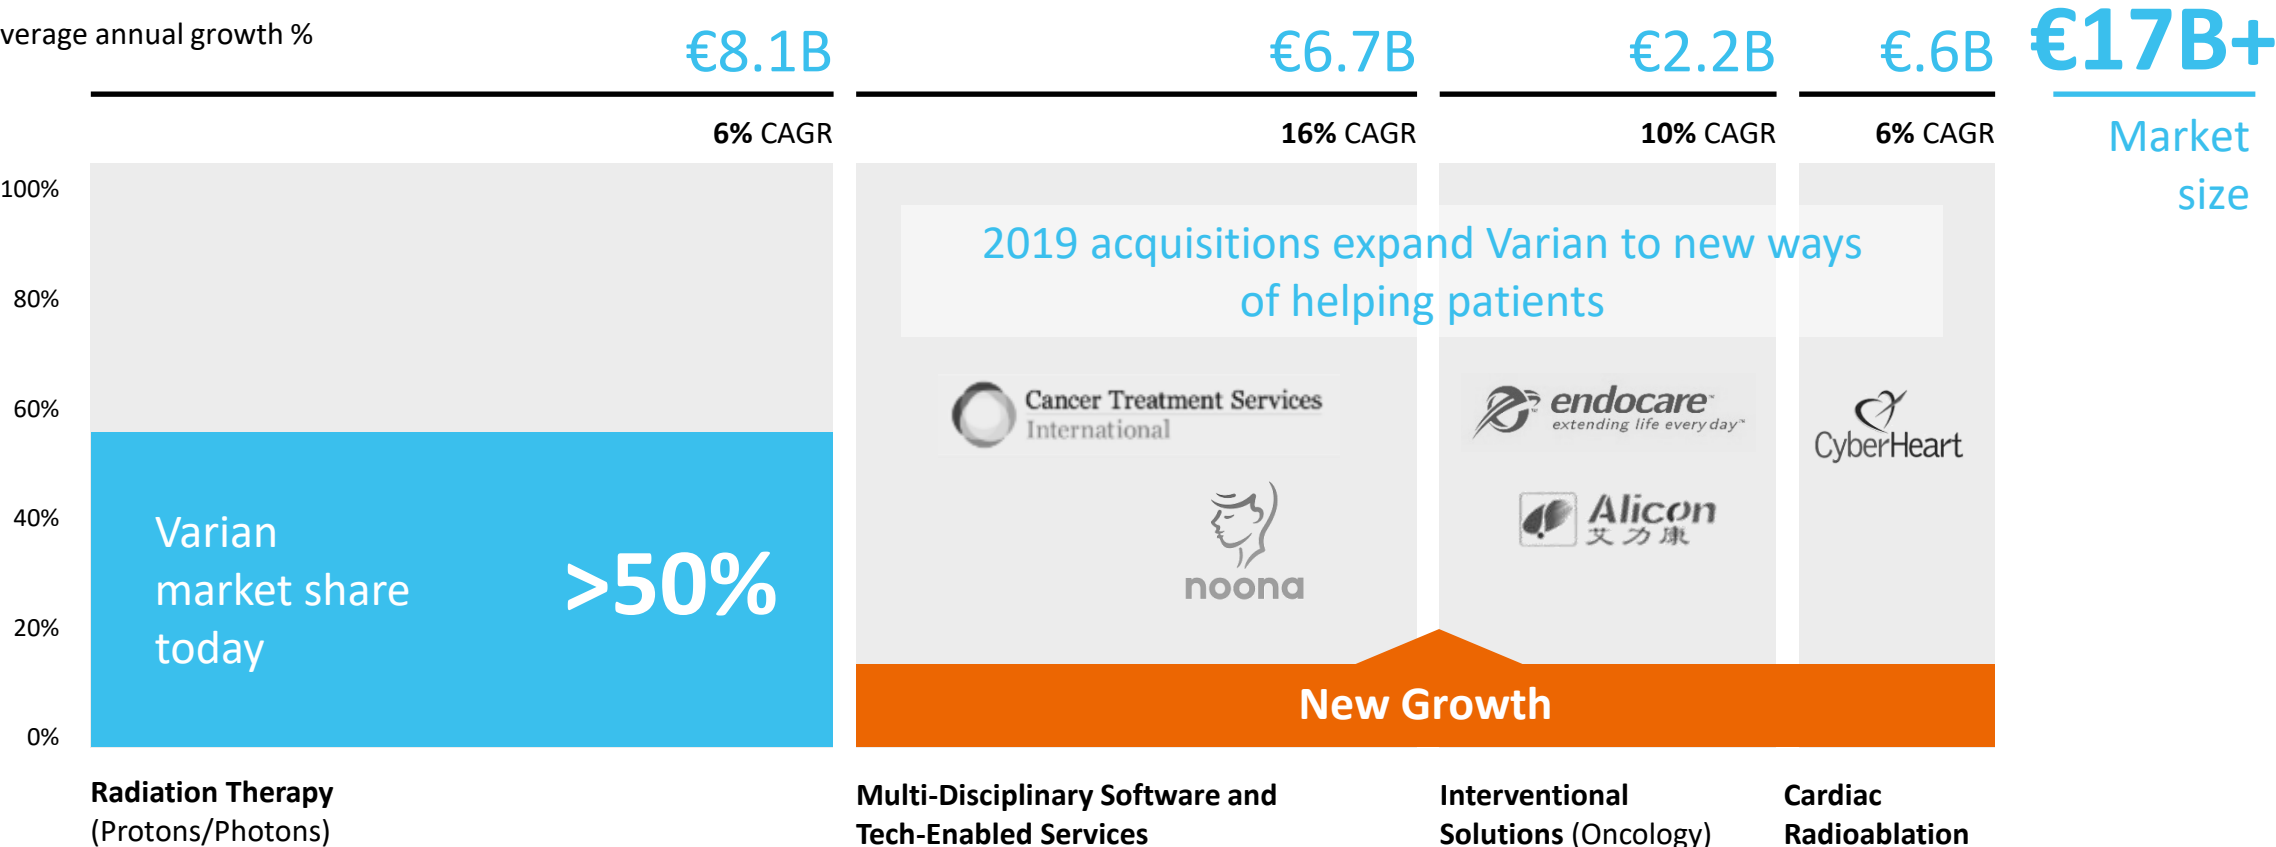 verage annual growth %
€8.1B
€6.7B
€2.2B
€.6B
€17B+
6% CAGR
16% CAGR
10% CAGR
6% CAGR
Market
size
100%
80%
60%
40%
20%
0%
2019 acquisitions expand Varian to new ways
of helping patients
Cancer Treatment Services
International
noona
endocare™
extending life every day™
Alicon
艾力康
CyberHeart
Varian
market share
today
>50%
New Growth
Radiation Therapy
(Protons/Photons)
Multi-Disciplinary Software and
Tech-Enabled Services
Interventional
Solutions (Oncology)
Cardiac
Radioablation